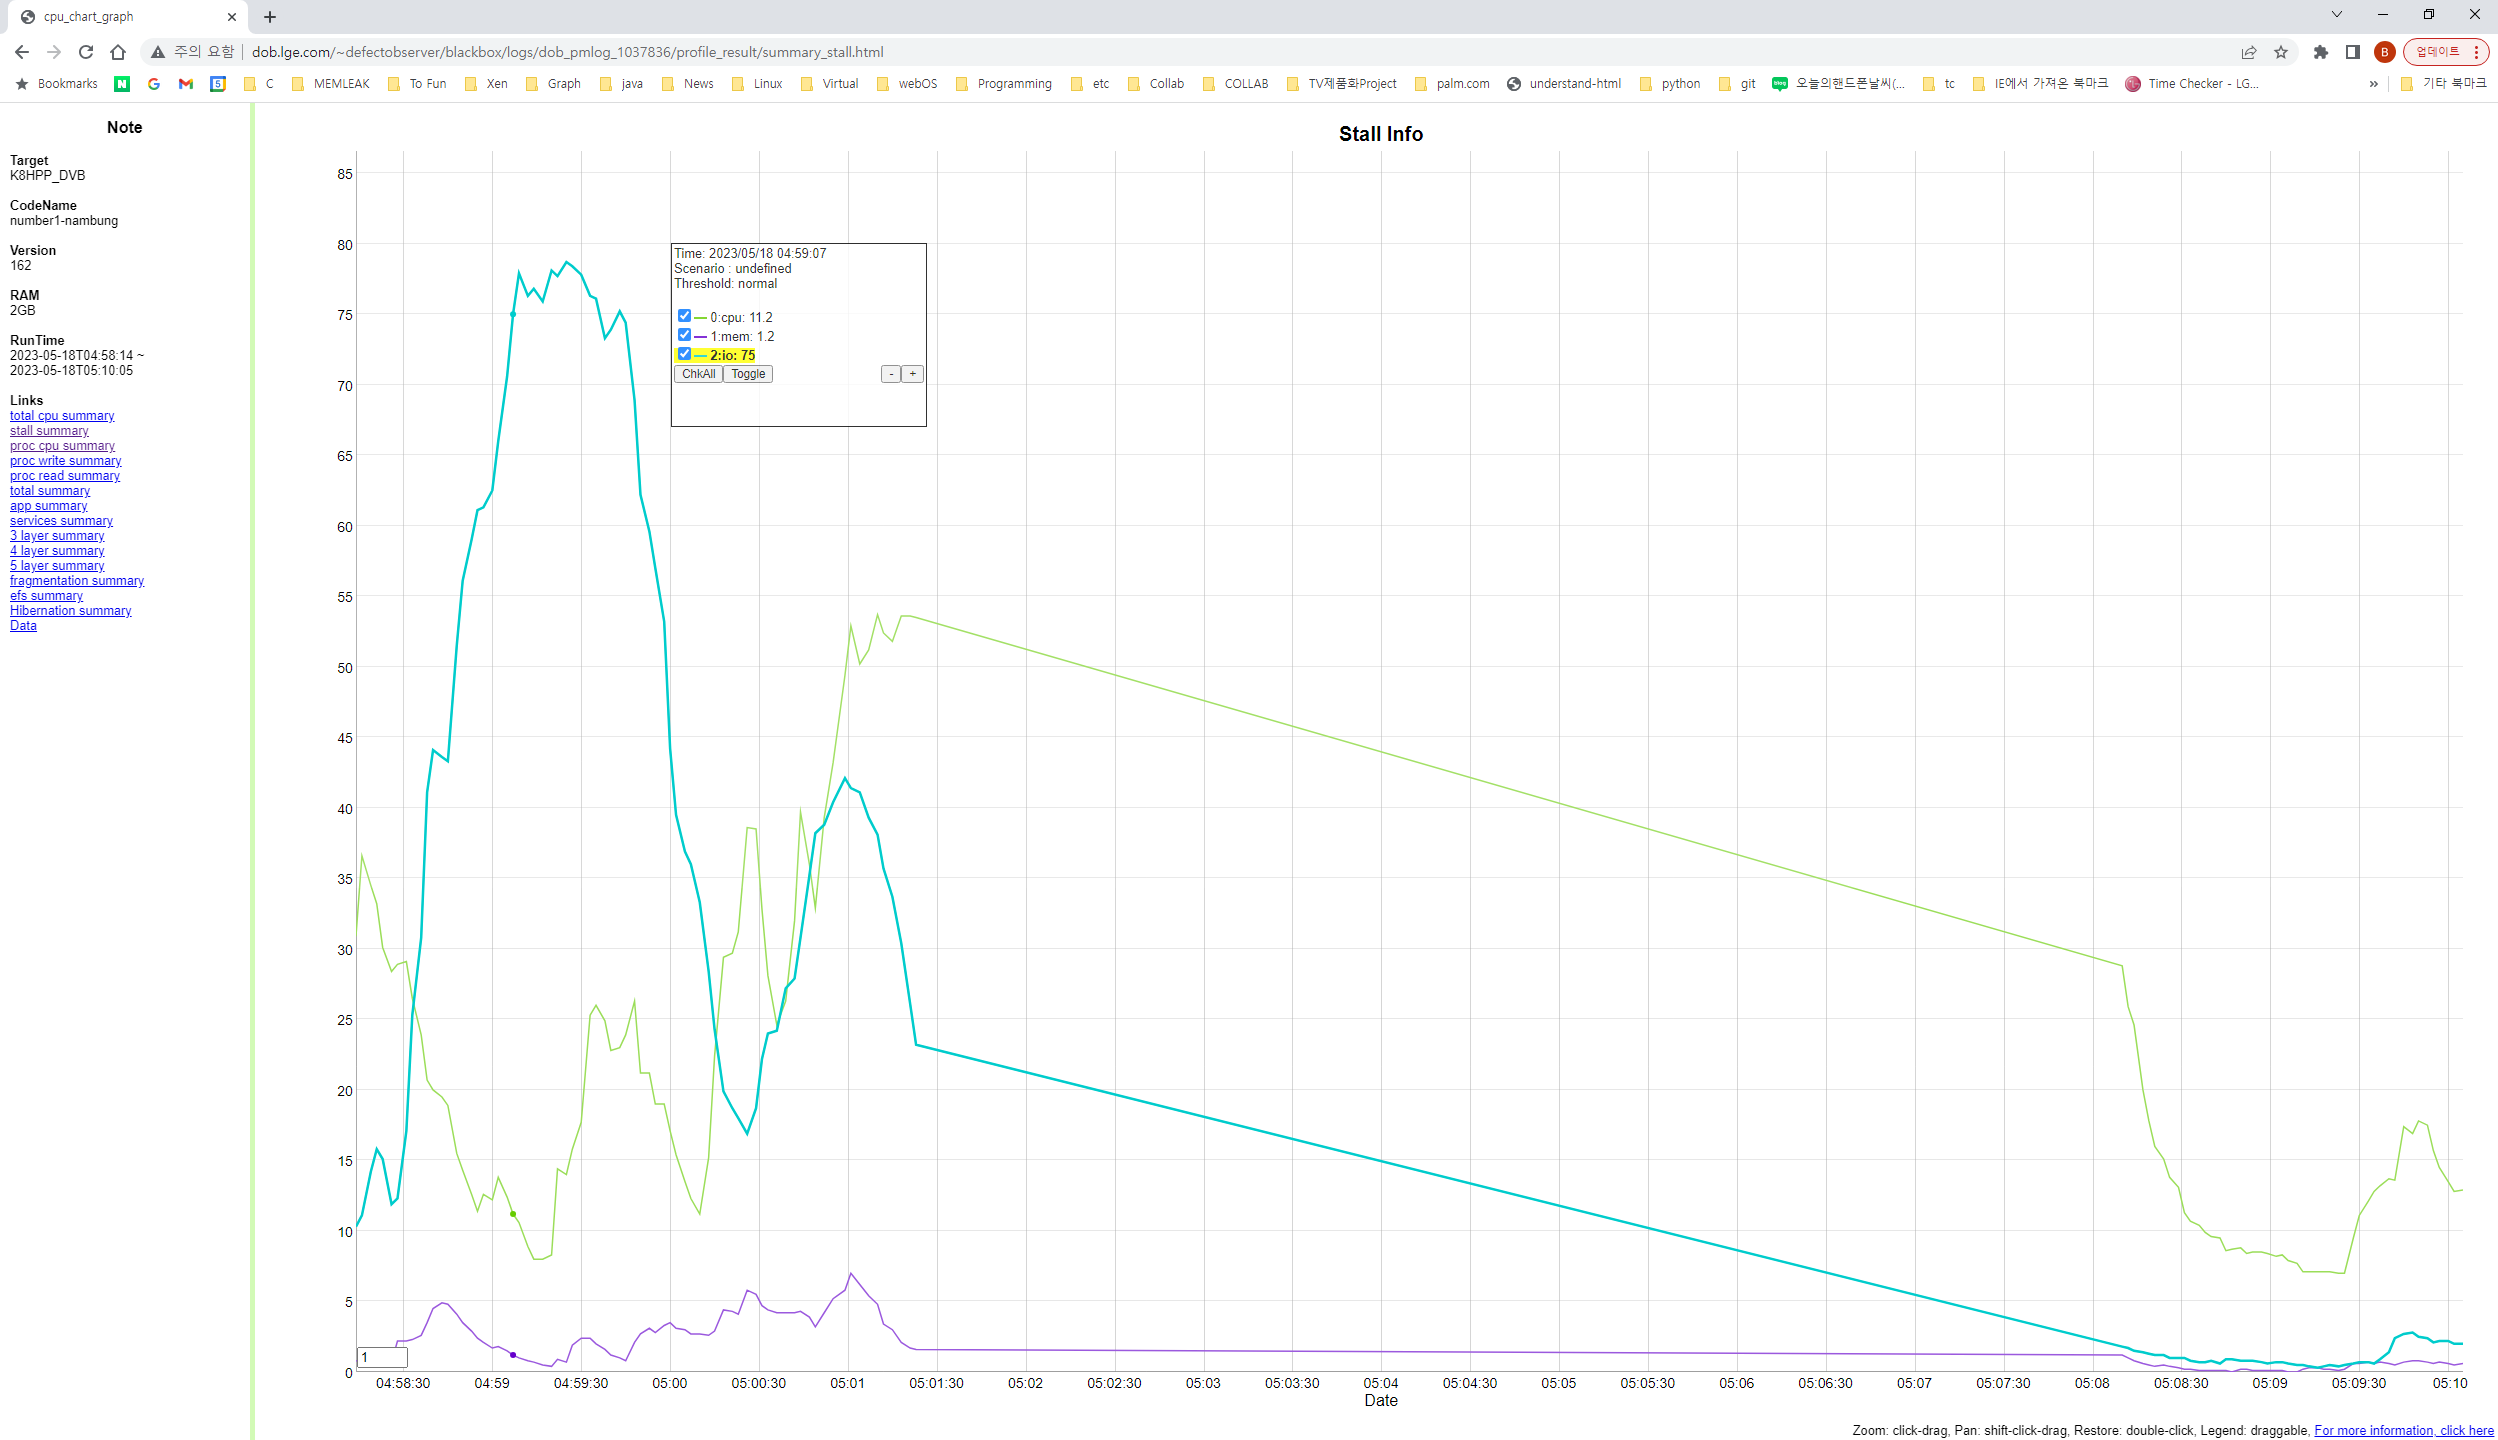 cpu_chart_graph
주의 요함 | dob.lge.com/~defectobserver/blackbox/logs/dob_pmlog_1037836/profile_result/summary_stall.html
B
업데이트
Bookmarks N G 5 C MEMLEAK To Fun Xen Graph java News Linux Virtual webOS Programming etc Collab COLLAB TV제품화Project palm.com understand-html python git blog 오늘의핸드폰날씨(... tc IE에서 가져온 북마크 Time Checker - LG... » 기타 북마크
Note
Target
K8HPP_DVB
CodeName
number1-nambung
Version
162
RAM
2GB
RunTime
2023-05-18T04:58:14 ~
2023-05-18T05:10:05
Links
total cpu summary
stall summary
proc cpu summary
proc write summary
proc read summary
total summary
app summary
services summary
3 layer summary
4 layer summary
5 layer summary
fragmentation summary
efs summary
Hibernation summary
Data
Stall Info
85
80
75
70
65
60
55
50
45
40
35
30
25
20
15
10
5
0
Time: 2023/05/18 04:59:07
Scenario : undefined
Threshold: normal
0:cpu: 11.2
1:mem: 1.2
2:io: 75
ChkAll Toggle - +
1
04:58:30 04:59 04:59:30 05:00 05:00:30 05:01 05:01:30 05:02 05:02:30 05:03 05:03:30 05:04 05:04:30 05:05 05:05:30 05:06 05:06:30 05:07 05:07:30 05:08 05:08:30 05:09 05:09:30 05:10
Date
Zoom: click-drag, Pan: shift-click-drag, Restore: double-click, Legend: draggable, For more information, click here